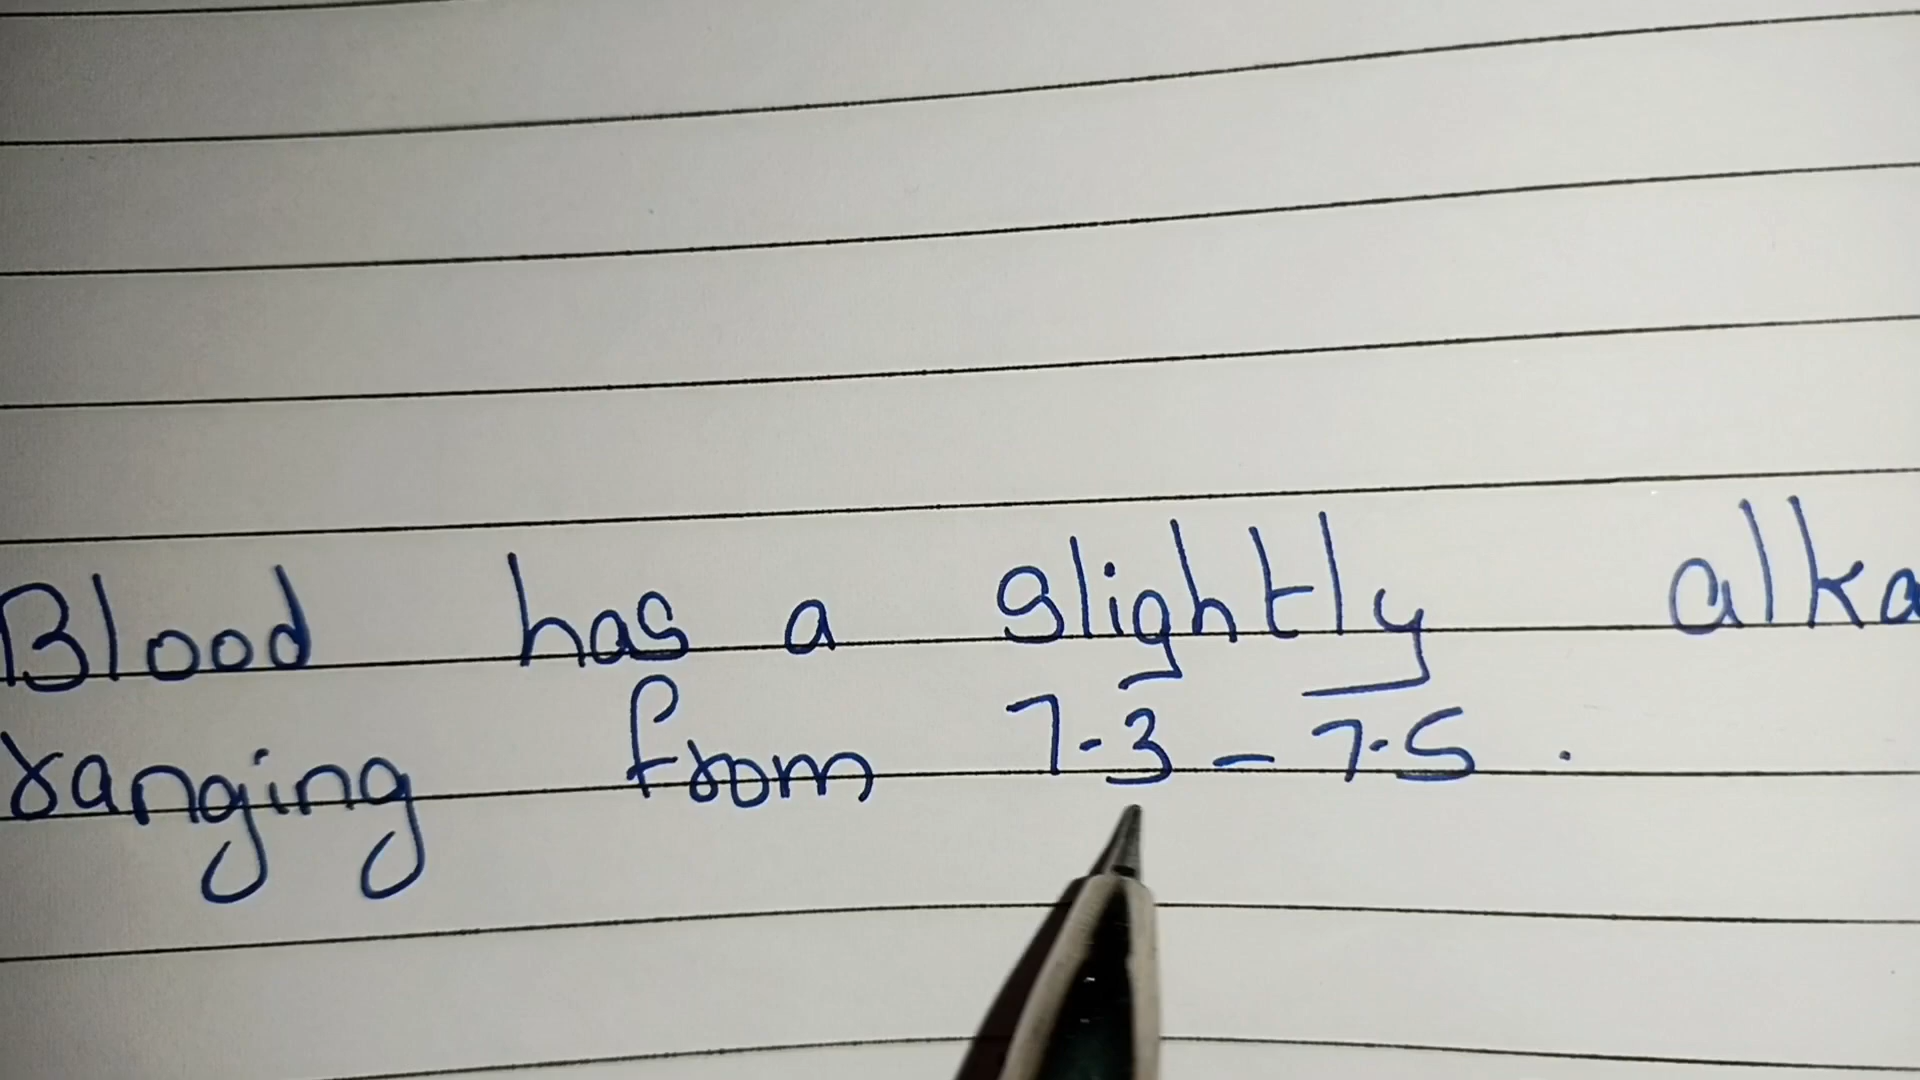 Blood has a slightly alka
ranging from 7.3 - 7.5 .